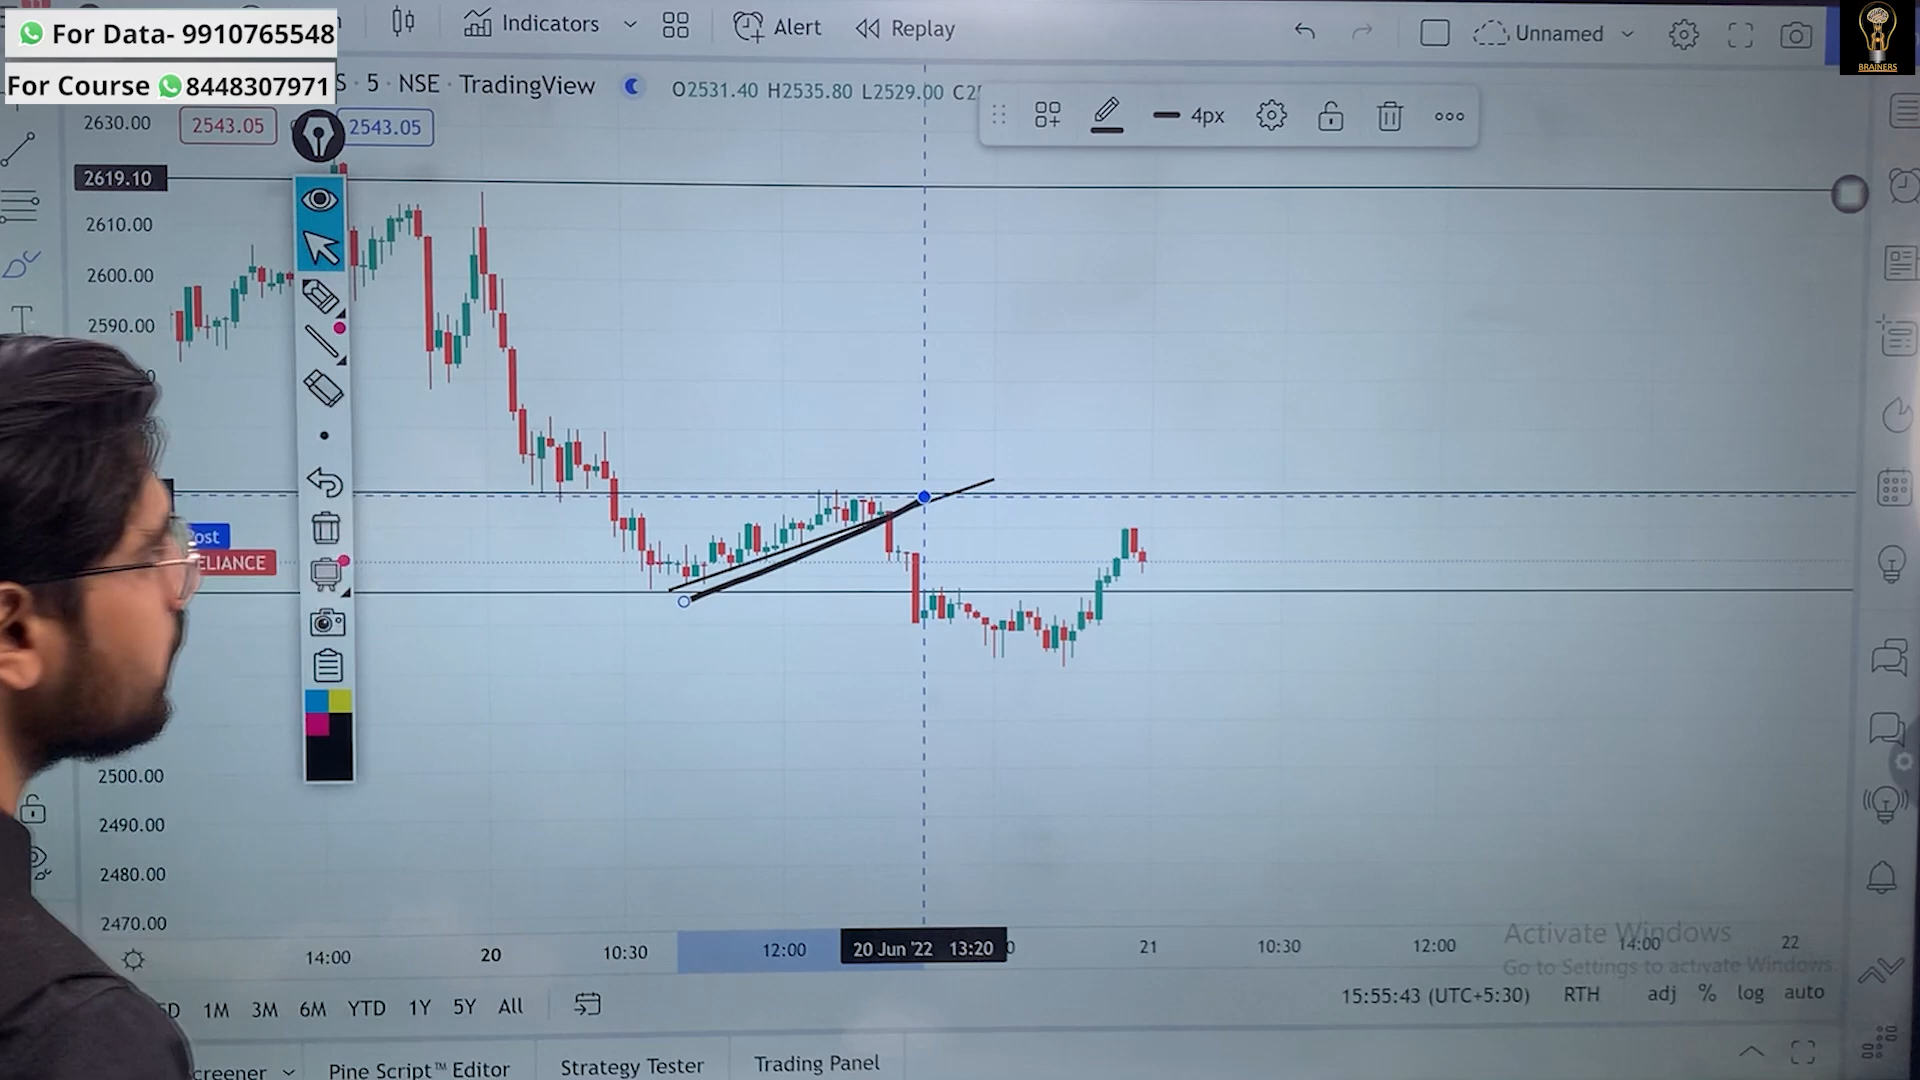 For Data- 9910765548
For Course 8448307971
Indicators
Alert
Replay
Unnamed
BRAINERS
S · 5 · NSE · TradingView
O2531.40 H2535.80 L2529.00
4px
2630.00
2543.05
2543.05
2619.10
2610.00
2600.00
2590.00
RELIANCE
2500.00
2490.00
2480.00
2470.00
14:00
20
10:30
12:00
20 Jun '22 13:20
21
10:30
12:00
14:00
22
Activate Windows
Go to Settings to activate Windows.
1M
3M
6M
YTD
1Y
5Y
All
15:55:43 (UTC+5:30)
RTH
adj
%
log
auto
Pine Script™ Editor
Strategy Tester
Trading Panel